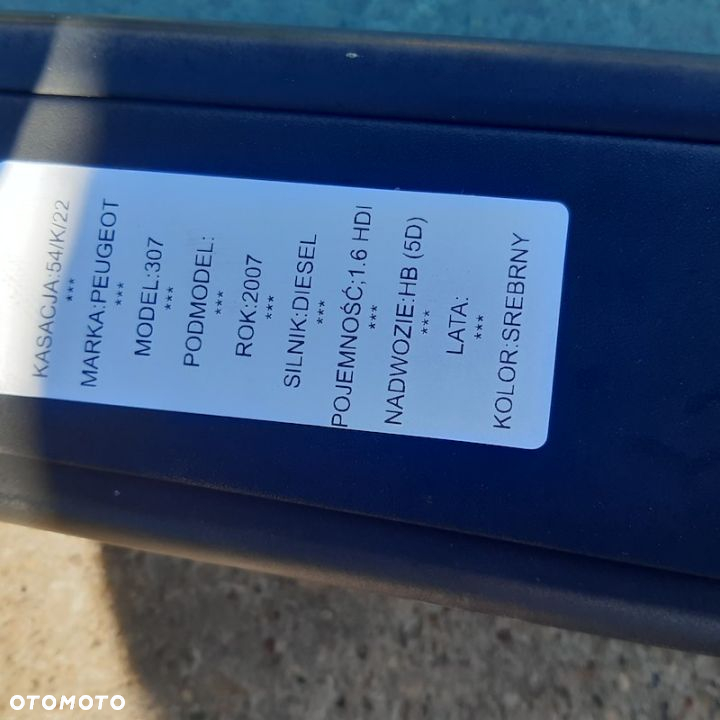 KASACJA:54/K/22
***
MARKA:PEUGEOT
***
MODEL:307
***
PODMODEL:
***
ROK:2007
***
SILNIK:DIESEL
***
POJEMNOŚĆ;1.6 HDI
***
NADWOZIE:HB (5D)
***
LATA:
***
KOLOR:SREBRNY
OTOMOTO